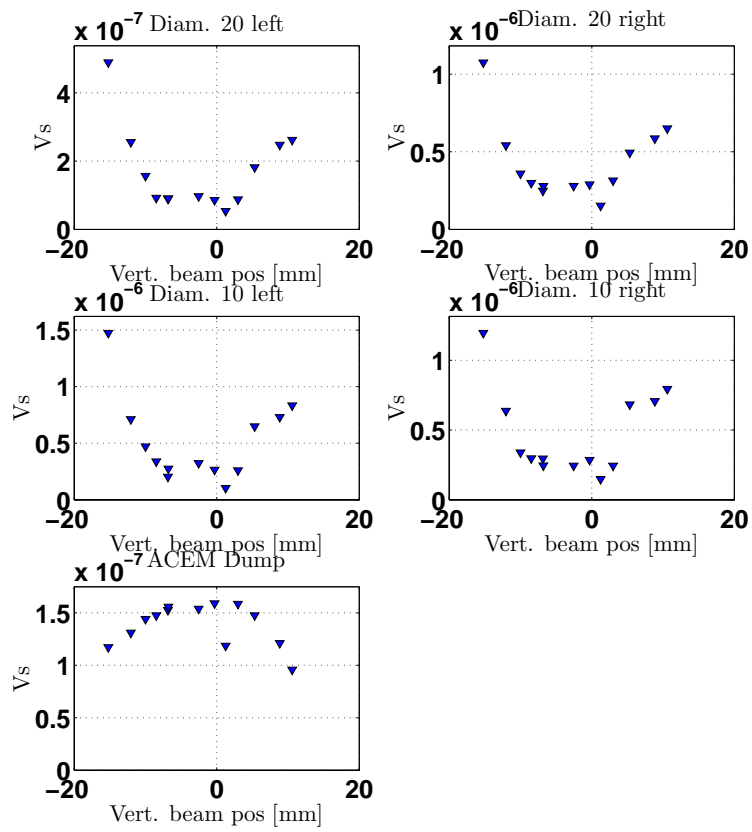 x 10⁻⁷ Diam. 20 left
4
2
0
Vs
−20 0 20
Vert. beam pos [mm]
x 10⁻⁶ Diam. 20 right
1
0.5
0
Vs
−20 0 20
Vert. beam pos [mm]
x 10⁻⁶ Diam. 10 left
1.5
1
0.5
0
Vs
−20 0 20
Vert. beam pos [mm]
x 10⁻⁶ Diam. 10 right
1
0.5
0
Vs
−20 0 20
Vert. beam pos [mm]
x 10⁻⁷ ACEM Dump
1.5
1
0.5
0
Vs
−20 0 20
Vert. beam pos [mm]